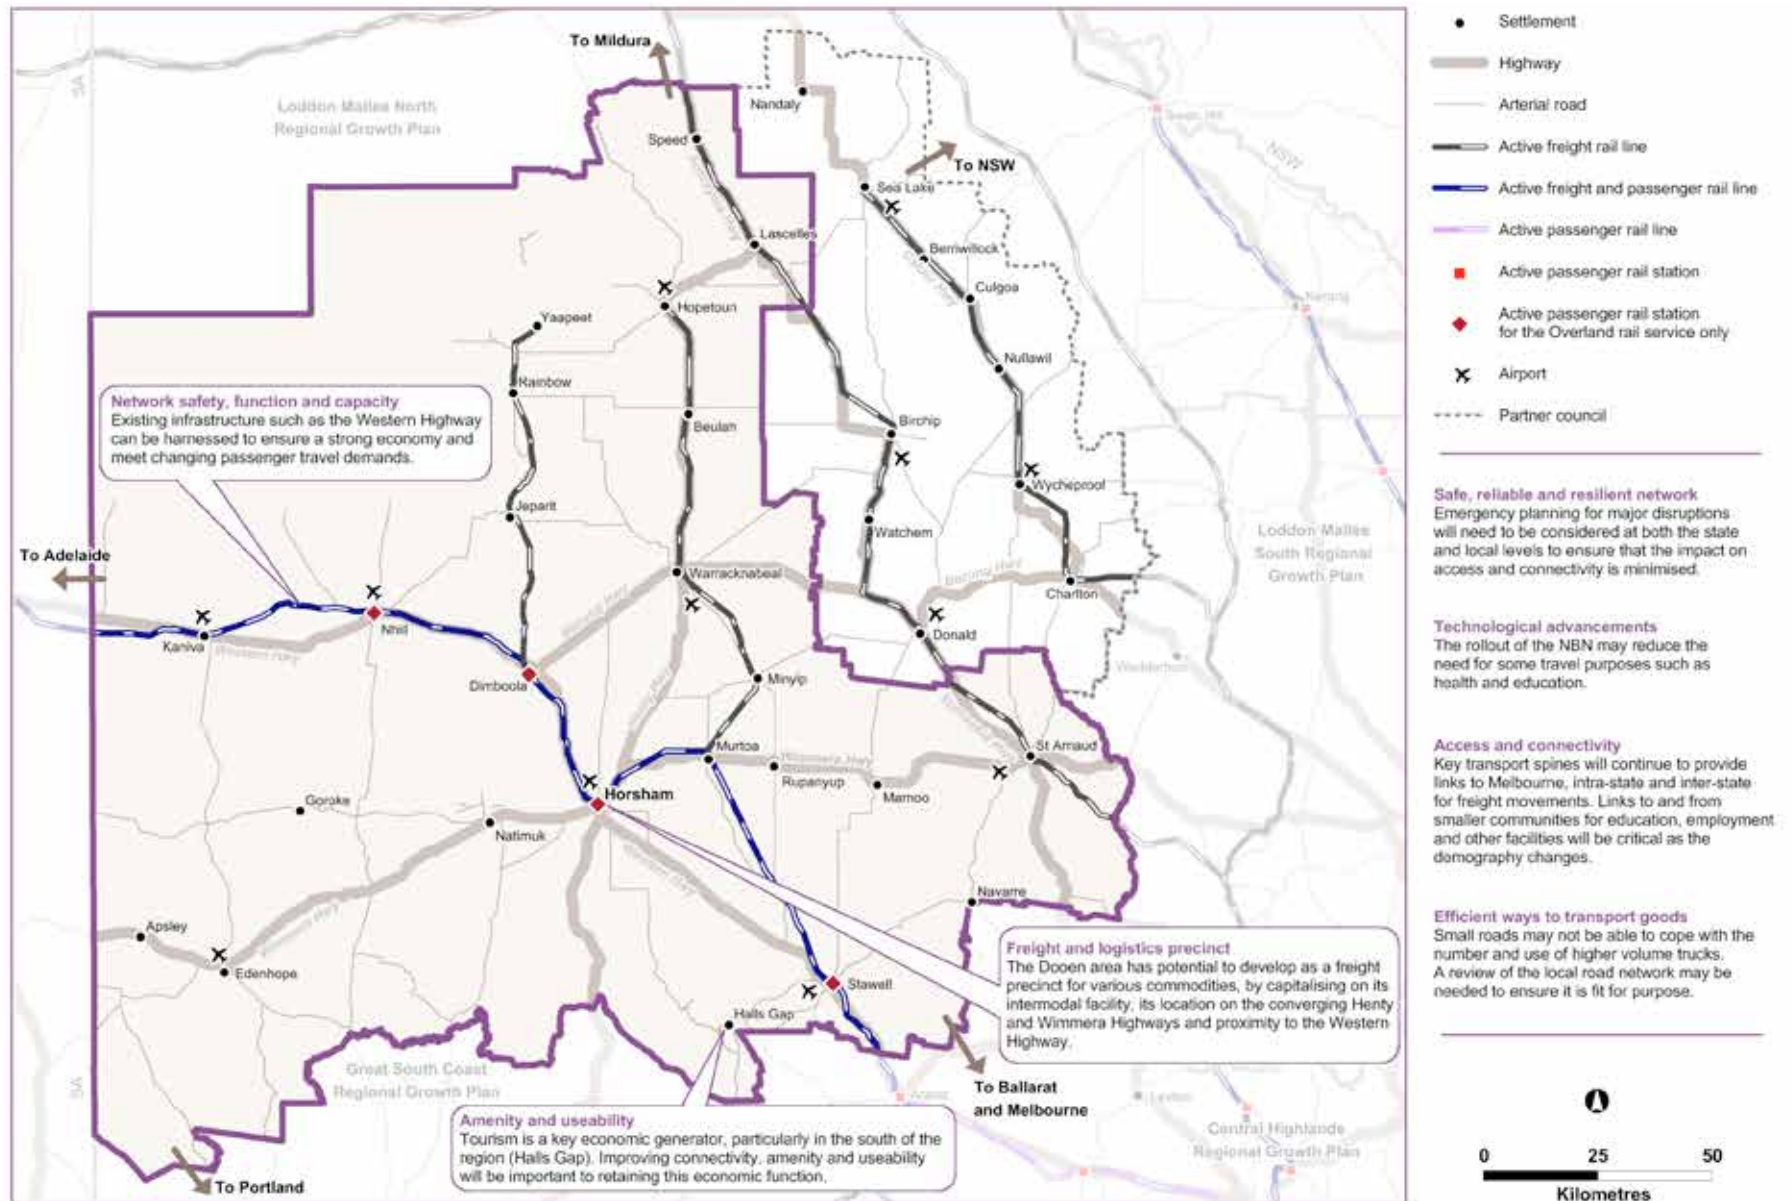 To Mildura
Loddon Mallee North
Regional Growth Plan
SA
Nandaly
Speed
To NSW
NSW
Sea Lake
Lascelles
Berriwillock
Culgoa
Hopetoun
Yaapeet
Nullawil
Rainbow
Beulah
Birchip
Network safety, function and capacity
Existing infrastructure such as the Western Highway
can be harnessed to ensure a strong economy and
meet changing passenger travel demands.
Wycheproof
Jeparit
Watchem
Loddon Mallee
South Regional
Growth Plan
To Adelaide
Warracknabeal
Borung Hwy
Borung Hwy
Charlton
Nhill
Kaniva
Western Hwy
Donald
Wedderburn
Dimboola
Minyip
Murtoa
Wimmera Hwy
St Arnaud
Rupanyup
Marnoo
Horsham
Goroke
Natimuk
Western Hwy
Wimmera Hwy
Navarre
Apsley
Edenhope
Stawell
Halls Gap
Freight and logistics precinct
The Dooen area has potential to develop as a freight
precinct for various commodities, by capitalising on its
intermodal facility, its location on the converging Henty
and Wimmera Highways and proximity to the Western
Highway.
Great South Coast
Regional Growth Plan
SA
To Ballarat
and Melbourne
Ararat
Amenity and useability
Tourism is a key economic generator, particularly in the south of the
region (Halls Gap). Improving connectivity, amenity and useability
will be important to retaining this economic function.
Central Highlands
Regional Growth Plan
To Portland
Settlement
Highway
Arterial road
Active freight rail line
Active freight and passenger rail line
Active passenger rail line
Active passenger rail station
Active passenger rail station
for the Overland rail service only
Airport
Partner council
Safe, reliable and resilient network
Emergency planning for major disruptions
will need to be considered at both the state
and local levels to ensure that the impact on
access and connectivity is minimised.
Technological advancements
The rollout of the NBN may reduce the
need for some travel purposes such as
health and education.
Access and connectivity
Key transport spines will continue to provide
links to Melbourne, intra-state and inter-state
for freight movements. Links to and from
smaller communities for education, employment
and other facilities will be critical as the
demography changes.
Efficient ways to transport goods
Small roads may not be able to cope with the
number and use of higher volume trucks.
A review of the local road network may be
needed to ensure it is fit for purpose.
0 25 50
Kilometres